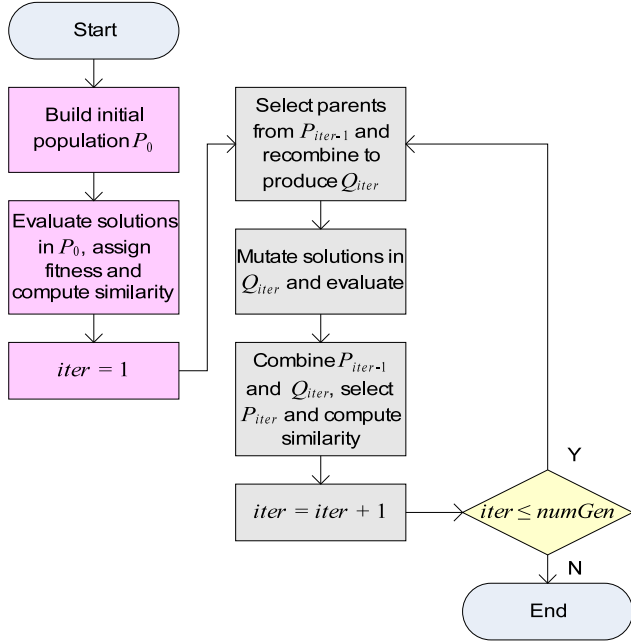 Start
Build initial
population P₀
Evaluate solutions
in P₀, assign
fitness and
compute similarity
iter = 1
Select parents
from Pᵢₜₑᵣ₋₁ and
recombine to
produce Qᵢₜₑᵣ
Mutate solutions in
Qᵢₜₑᵣ and evaluate
Combine Pᵢₜₑᵣ₋₁
and Qᵢₜₑᵣ, select
Pᵢₜₑᵣ and compute
similarity
iter = iter + 1
Y
iter ≤ numGen
N
End